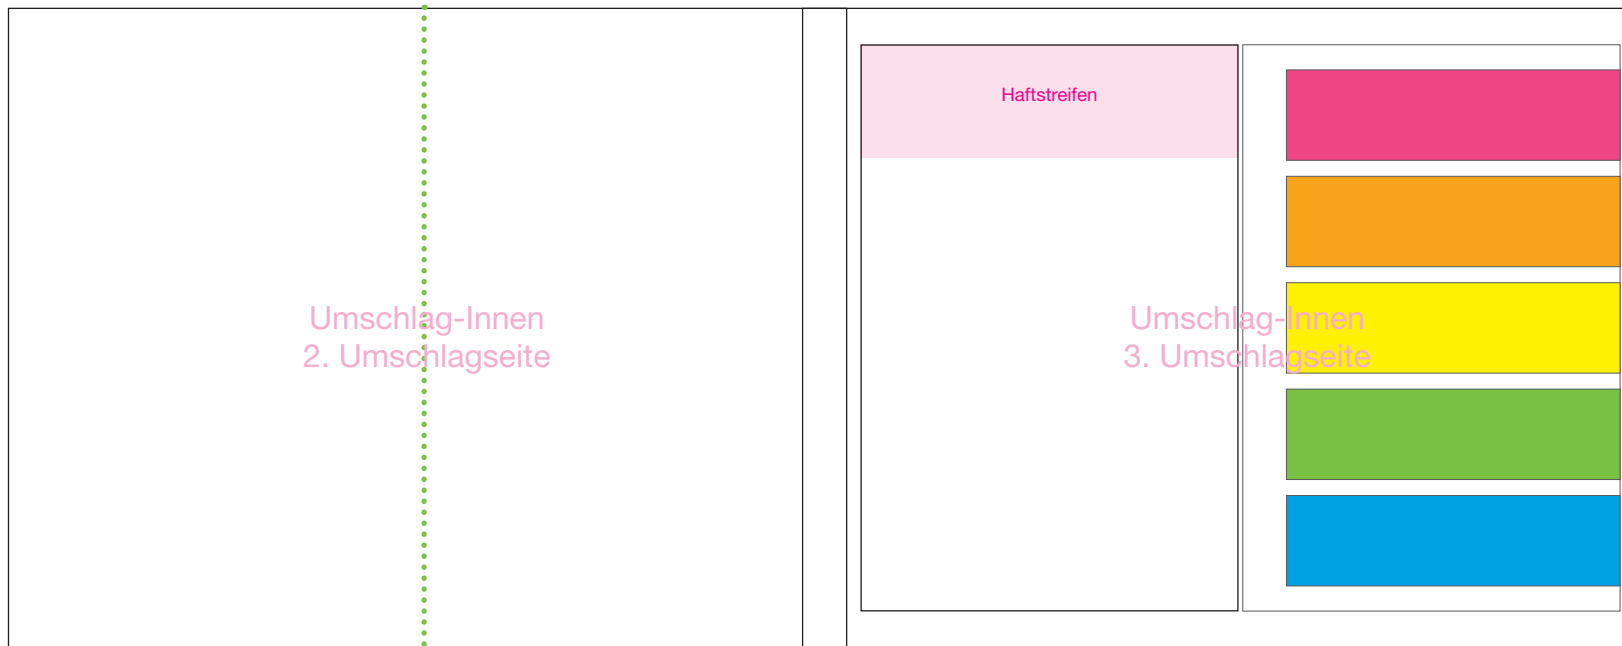 Haftstreifen
Umschlag-Innen
2. Umschlagseite
Umschlag-Innen
3. Umschlagseite